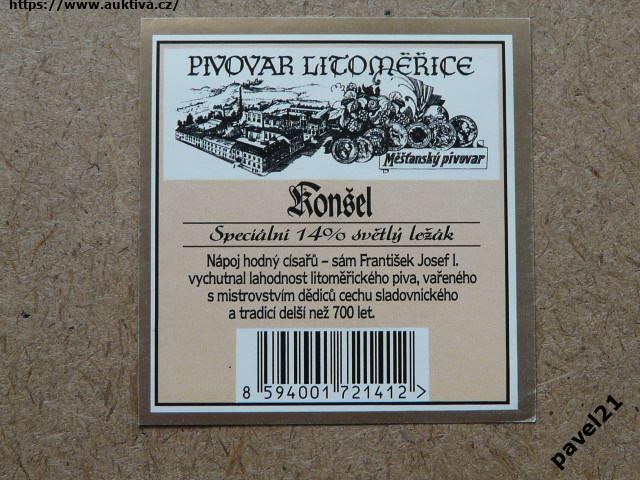 https://www.auktiva.cz/
PIVOVAR LITOMĚŘICE
Měšťanský pivovar
Konšel
Speciální 14% světlý ležák
Nápoj hodný císařů – sám František Josef I.
vychutnal lahodnost litoměřického piva, vařeného
s mistrovstvím dědiců cechu sladovnického
a tradicí delší než 700 let.
8 594001 721412 >
pavel21